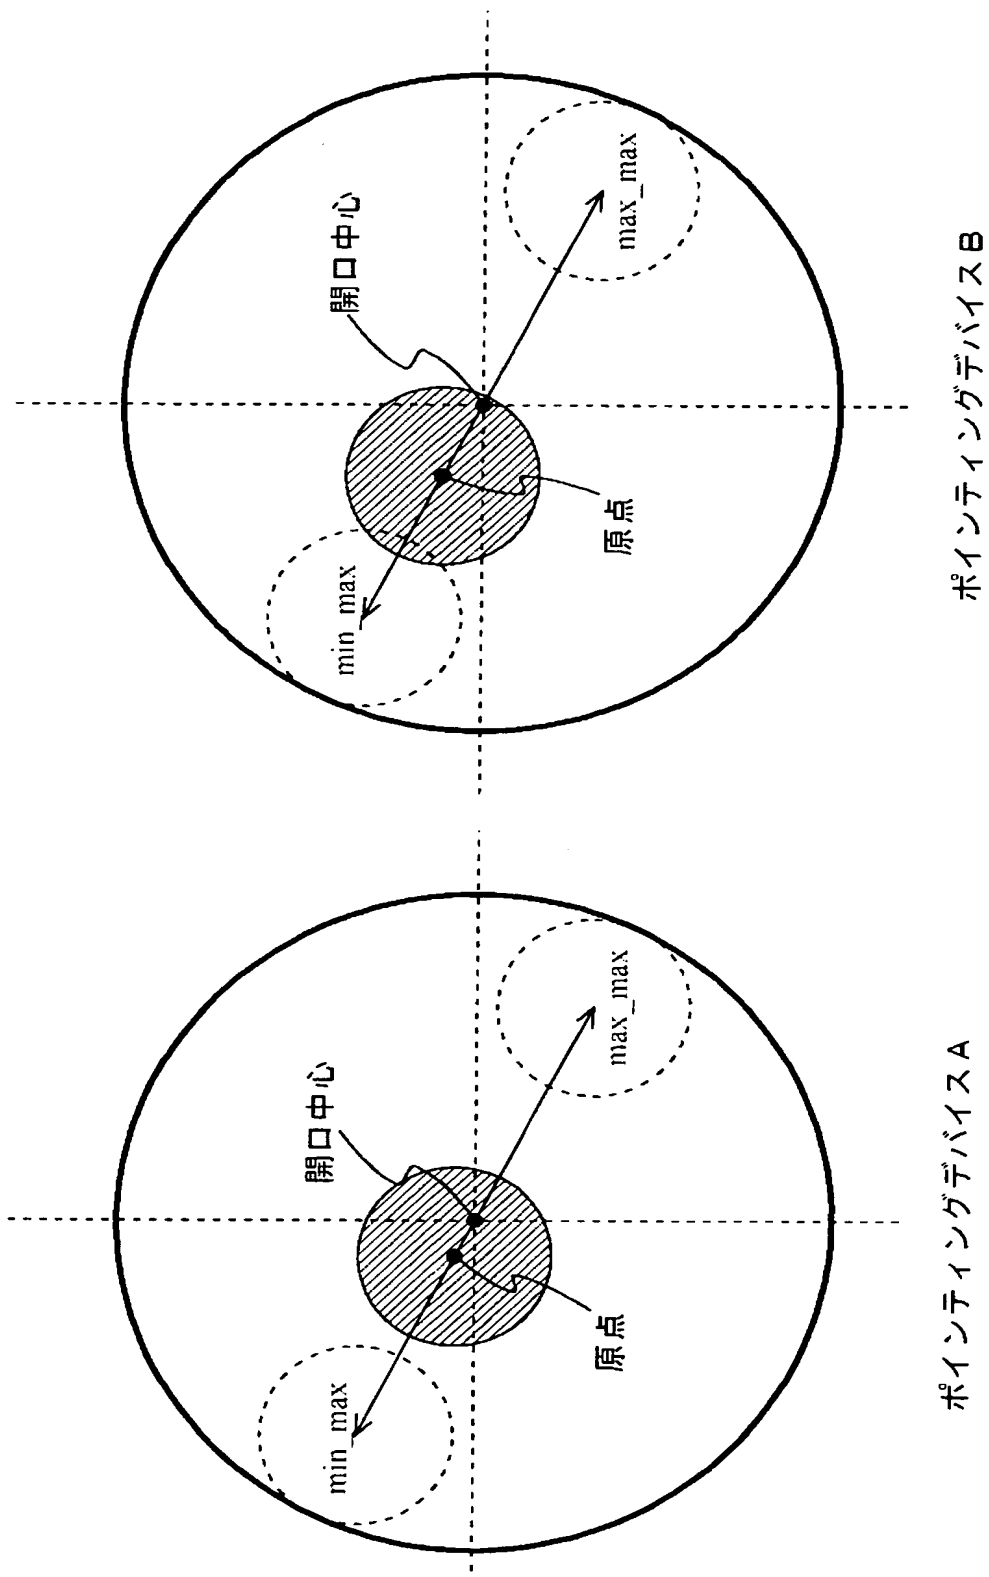 開口中心
min_max
max_max
原点
ポインティングデバイスA
開口中心
min_max
max_max
原点
ポインティングデバイスB